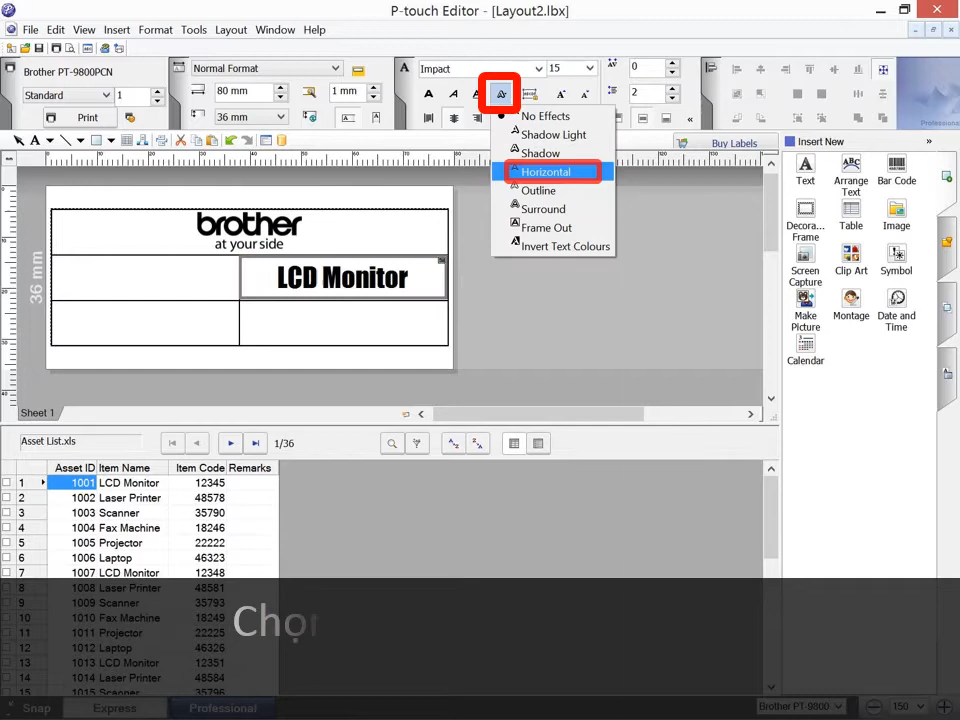 P-touch Editor - [Layout2.lbx]
File Edit View Insert Format Tools Layout Window Help
Brother PT-9800PCN
Standard 1
Print
Normal Format
80 mm 1 mm
36 mm
Impact 15 0
2
Professional
No Effects
Shadow Light
Shadow
Horizontal
Outline
Surround
Frame Out
Invert Text Colours
Buy Labels
Insert New
Text
Arrange Text
Bar Code
Decora... Frame
Table
Image
Screen Capture
Clip Art
Symbol
Make Picture
Montage
Date and Time
Calendar
36 mm
brother
at your side
LCD Monitor
Sheet 1
Asset List.xls 1/36
Asset ID Item Name Item Code Remarks
1 1001 LCD Monitor 12345
2 1002 Laser Printer 48578
3 1003 Scanner 35790
4 1004 Fax Machine 18246
5 1005 Projector 22222
6 1006 Laptop 46323
7 1007 LCD Monitor 12348
8 1008 Laser Printer 48581
9 1009 Scanner 35793
10 1010 Fax Machine 18249
11 1011 Projector 22225
12 1012 Laptop 46326
13 1013 LCD Monitor 12351
14 1014 Laser Printer 48584
15 1015 Scanner 35796
Chọn
Snap Express Professional Brother PT-9800 150